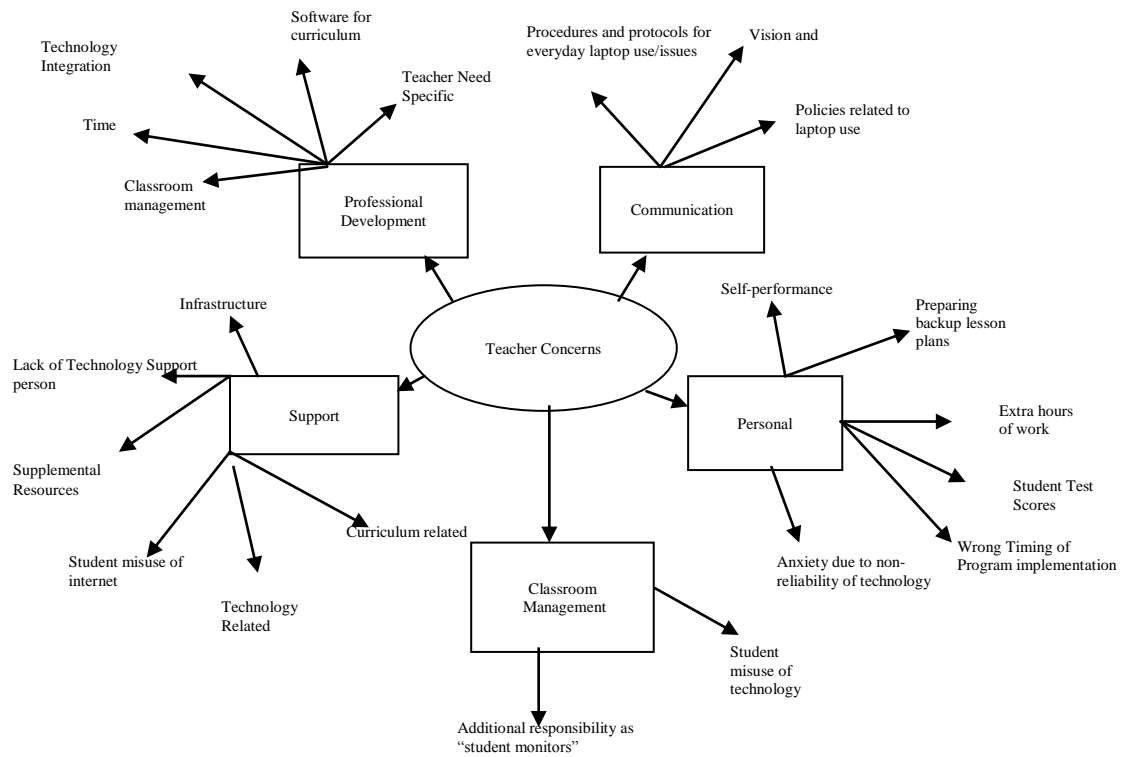 Software for
curriculum
Technology
Integration
Teacher Need
Specific
Time
Classroom
management
Professional
Development
Procedures and protocols for
everyday laptop use/issues
Vision and
Policies related to
laptop use
Communication
Teacher Concerns
Infrastructure
Lack of Technology Support
person
Support
Supplemental
Resources
Student misuse of
internet
Technology
Related
Curriculum related
Self-performance
Preparing
backup lesson
plans
Personal
Extra hours
of work
Student Test
Scores
Wrong Timing of
Program implementation
Anxiety due to non-
reliability of technology
Classroom
Management
Student
misuse of
technology
Additional responsibility as
“student monitors”